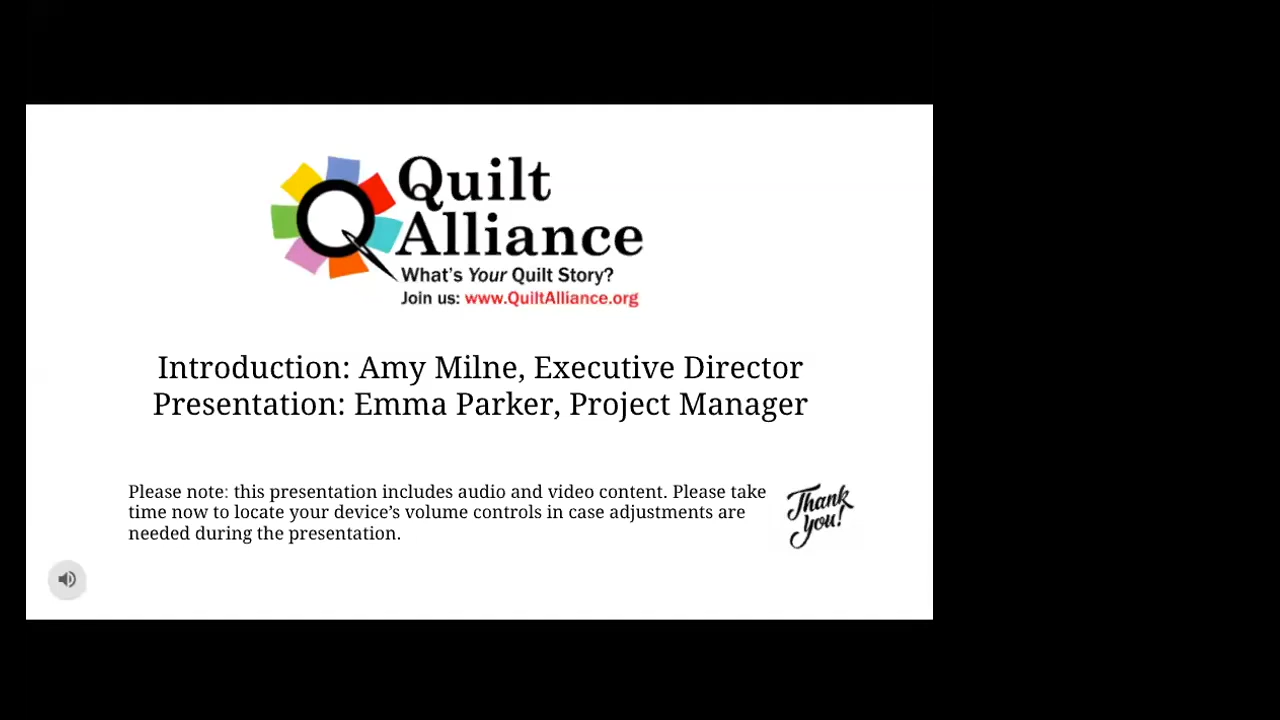 Quilt
Alliance
What's Your Quilt Story?
Join us: www.QuiltAlliance.org
Introduction: Amy Milne, Executive Director
Presentation: Emma Parker, Project Manager
Please note: this presentation includes audio and video content. Please take
time now to locate your device’s volume controls in case adjustments are
needed during the presentation.
Thank
you!